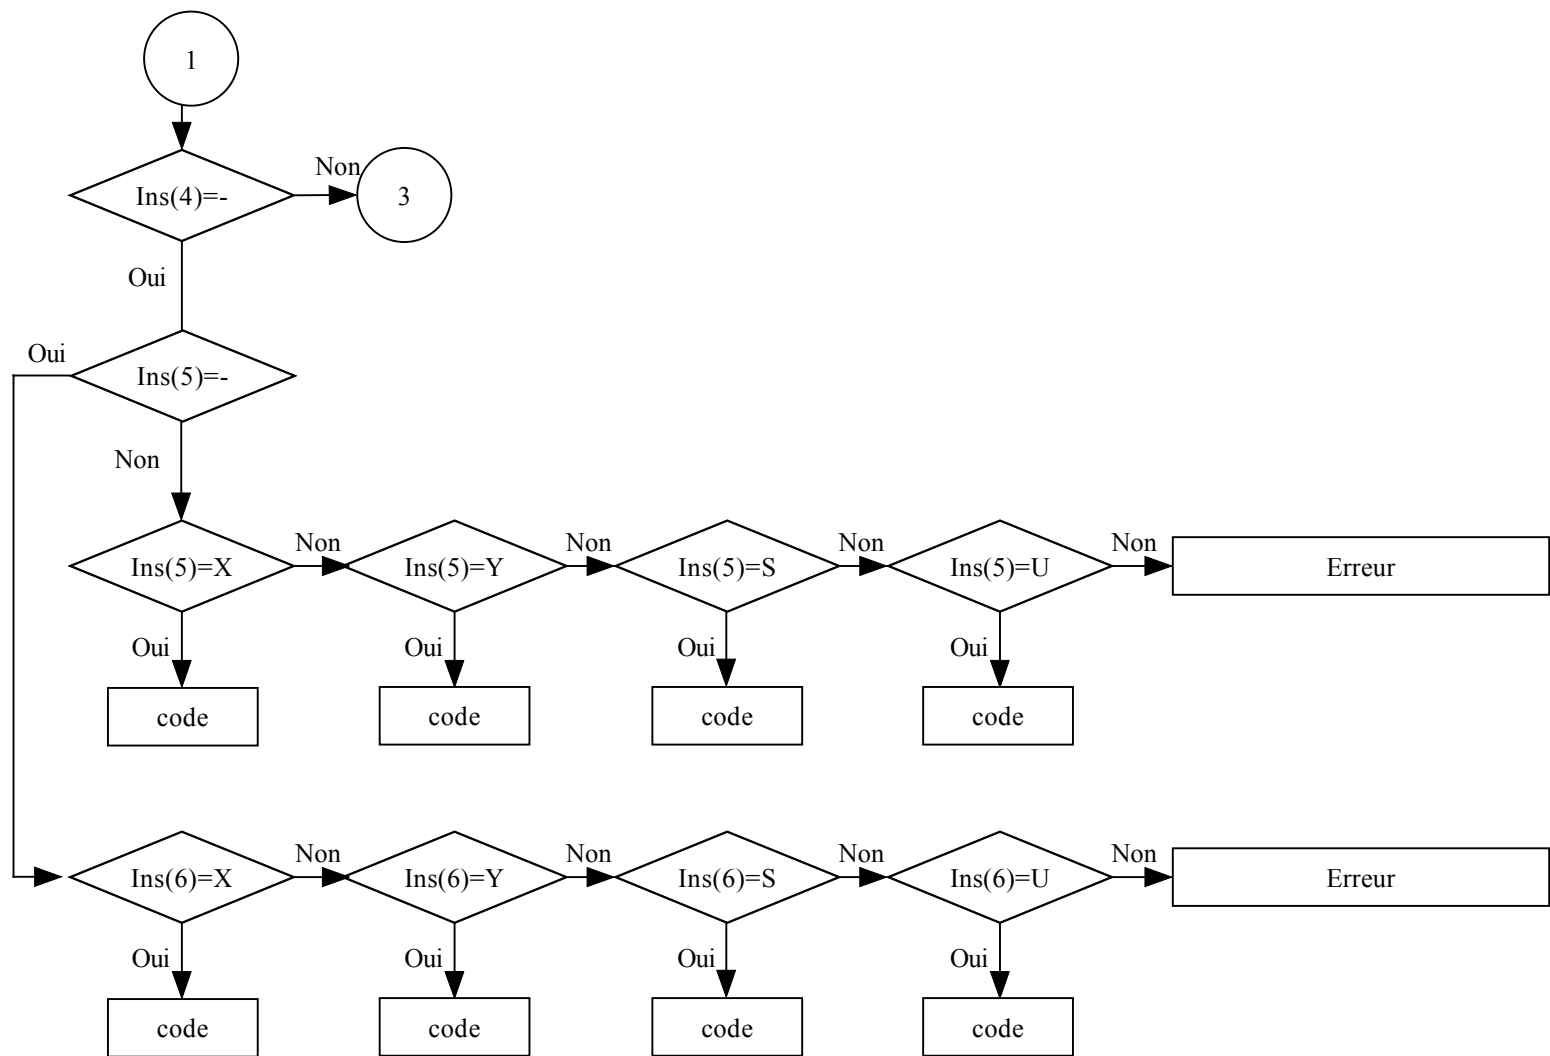 1
Non
Ins(4)=-
3
Oui
Oui
Ins(5)=-
Non
Non
Non
Non
Non
Ins(5)=X
Ins(5)=Y
Ins(5)=S
Ins(5)=U
Erreur
Oui
Oui
Oui
Oui
code
code
code
code
Non
Non
Non
Non
Ins(6)=X
Ins(6)=Y
Ins(6)=S
Ins(6)=U
Erreur
Oui
Oui
Oui
Oui
code
code
code
code